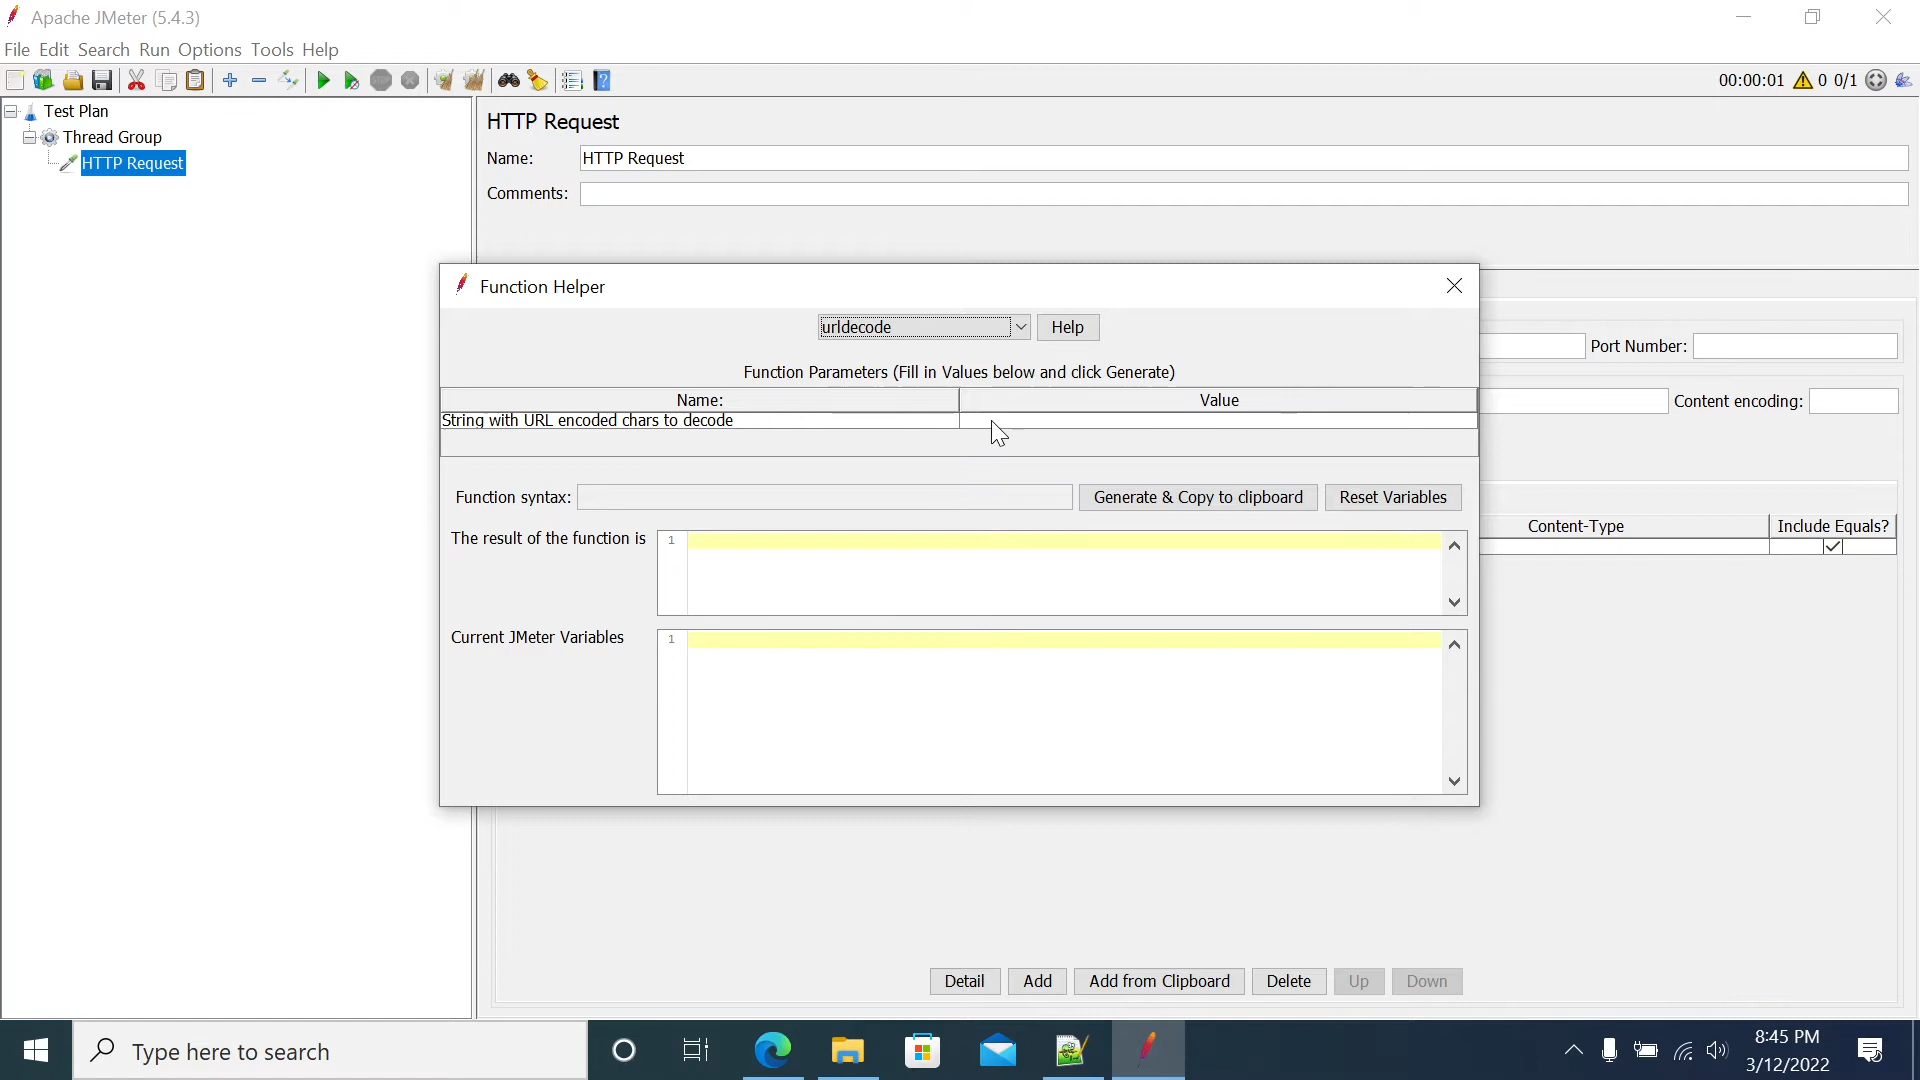 Apache JMeter (5.4.3)
File Edit Search Run Options Tools Help
00:00:01 0 0/1
Test Plan
Thread Group
HTTP Request
HTTP Request
Name: HTTP Request
Comments:
Port Number:
Content encoding:
Content-Type Include Equals?
Function Helper
urldecode Help
Function Parameters (Fill in Values below and click Generate)
Name: Value
String with URL encoded chars to decode
Function syntax: Generate & Copy to clipboard Reset Variables
The result of the function is 1
Current JMeter Variables 1
Detail Add Add from Clipboard Delete Up Down
Type here to search
8:45 PM
3/12/2022